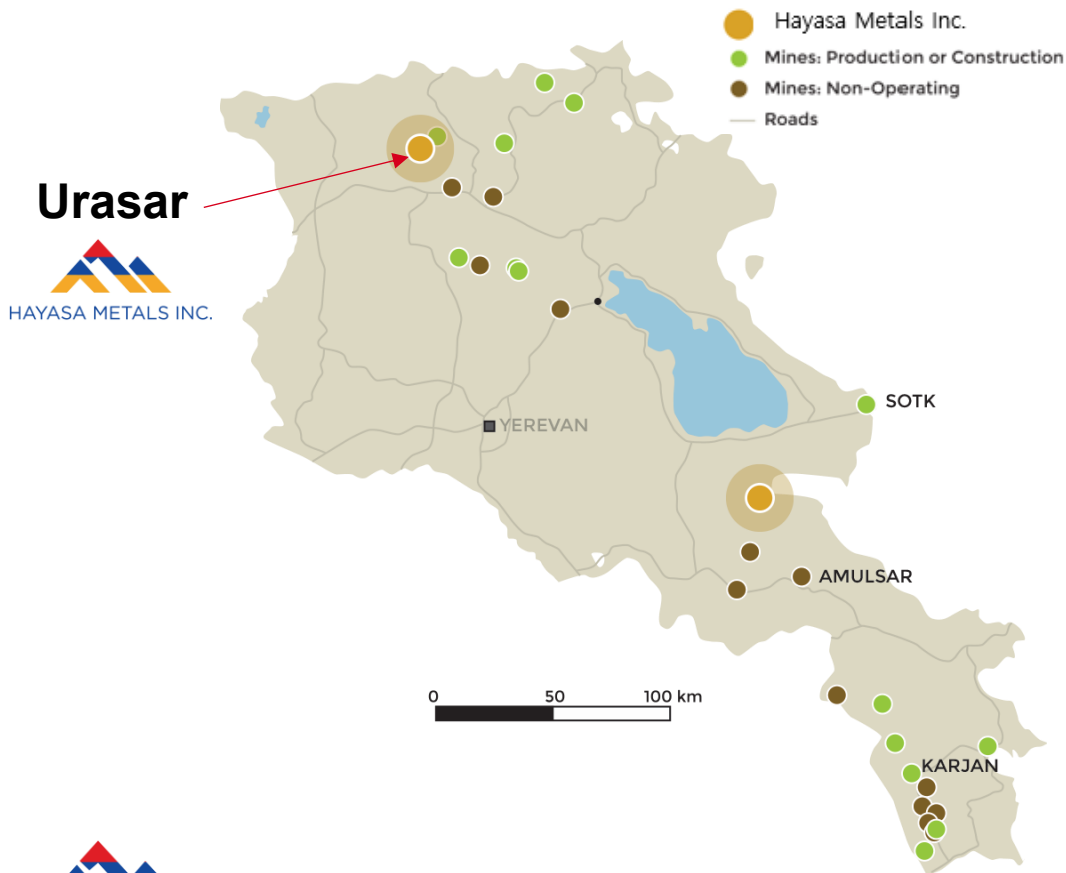 Hayasa Metals Inc.
Mines: Production or Construction
Mines: Non-Operating
Roads
Urasar
HAYASA METALS INC.
SOTK
YEREVAN
AMULSAR
0 50 100 km
KARJAN